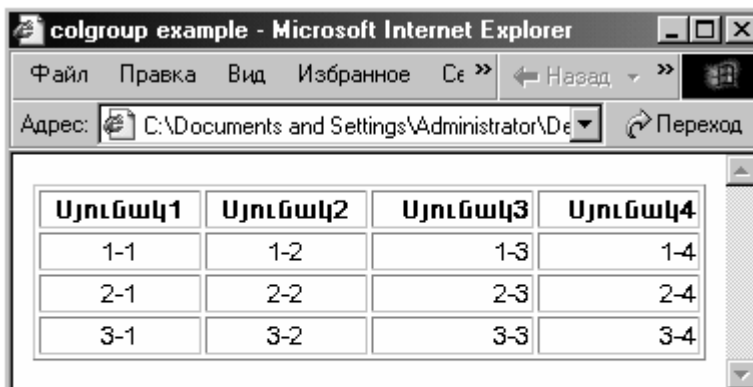 colgroup example - Microsoft Internet Explorer
Файл Правка Вид Избранное Се » Назад »
Адрес: C:\Documents and Settings\Administrator\De Переход
Սյունակ1 Սյունակ2 Սյունակ3 Սյունակ4
1-1 1-2 1-3 1-4
2-1 2-2 2-3 2-4
3-1 3-2 3-3 3-4